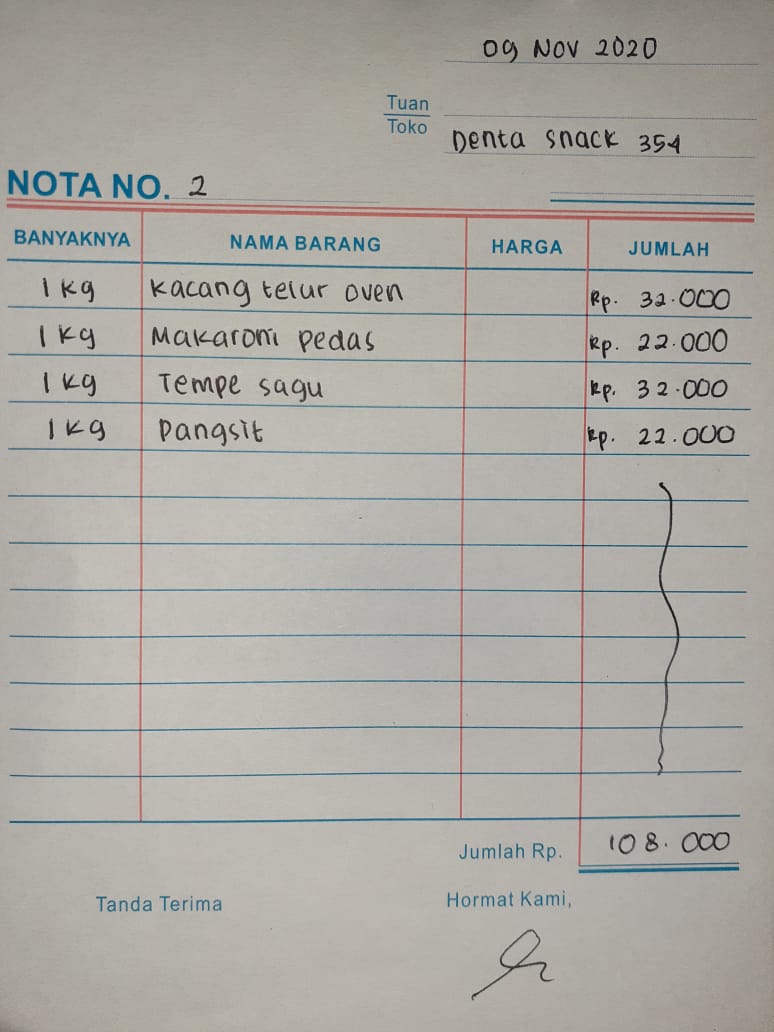 09 NOV 2020
Tuan
Toko
Denta snack 354
NOTA NO. 2
BANYAKNYA NAMA BARANG HARGA JUMLAH
1 kg Kacang telur oven Rp. 32.000
1 kg Makaroni pedas Rp. 22.000
1 kg Tempe sagu Rp. 32.000
1 kg Pangsit Rp. 22.000
Jumlah Rp. 108.000
Tanda Terima Hormat Kami,